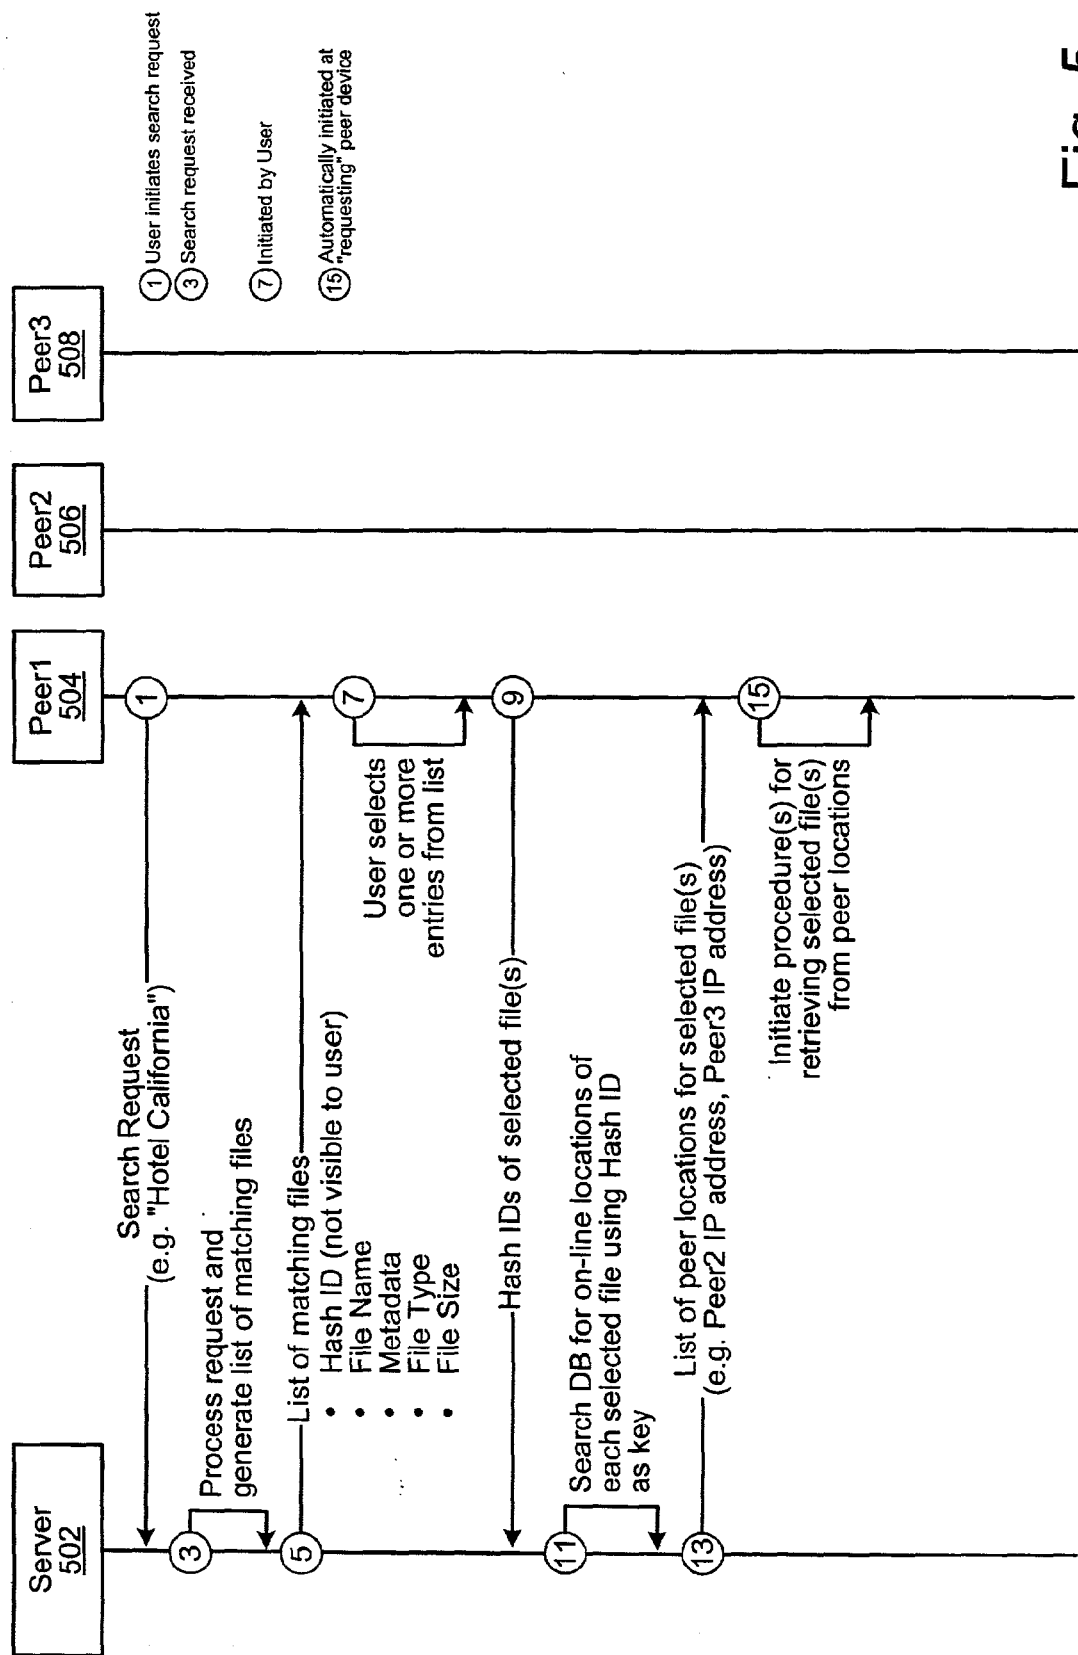 Server
502
Peer1
504
Peer2
506
Peer3
508
1 User initiates search request
3 Search request received
7 Initiated by User
15 Automatically initiated at
"requesting" peer device
1
Search Request
(e.g. "Hotel California")
3
Process request and
generate list of matching files
5
List of matching files
• Hash ID (not visible to user)
• File Name
• Metadata
• File Type
• File Size
7
User selects
one or more
entries from list
9
Hash IDs of selected file(s)
11
Search DB for on-line locations of
each selected file using Hash ID
as key
13
List of peer locations for selected file(s)
(e.g. Peer2 IP address, Peer3 IP address)
15
Initiate procedure(s) for
retrieving selected file(s)
from peer locations
Fig. 5